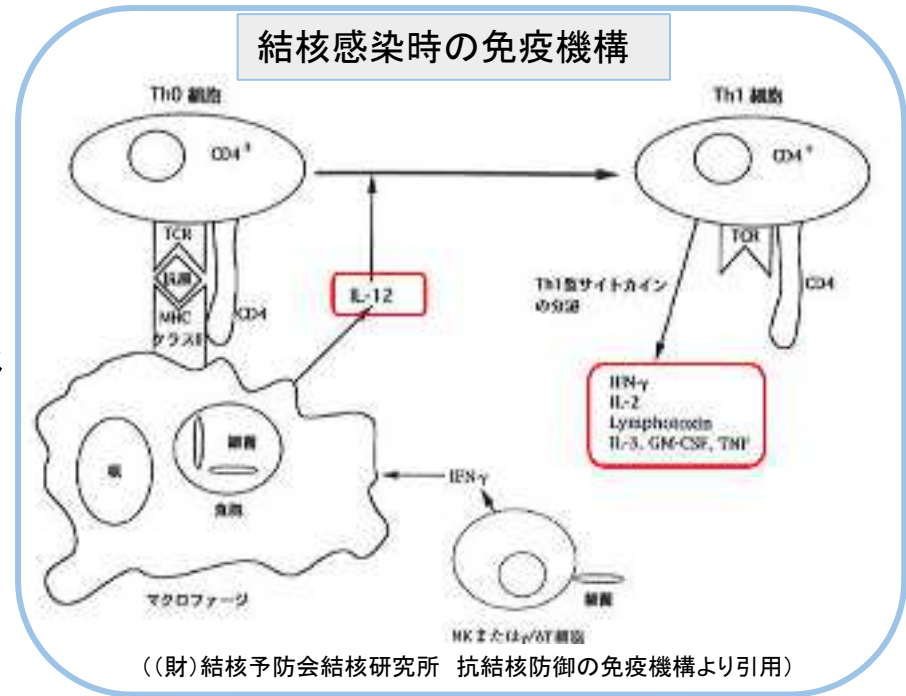 結核感染時の免疫機構
Th0 細胞
Th1 細胞
CD4⁺
CD4⁺
TCR
抗原
MHC
クラスII
CD4
IL-12
TCR
CD4
Th1型サイトカイン
の分泌
IFN-γ
IL-2
Lymphotoxin
IL-3, GM-CSF, TNF
核
細菌
食胞
IFN-γ
細菌
マクロファージ
NKまたはγ/δT細胞
((財)結核予防会結核研究所 抗結核防御の免疫機構より引用)